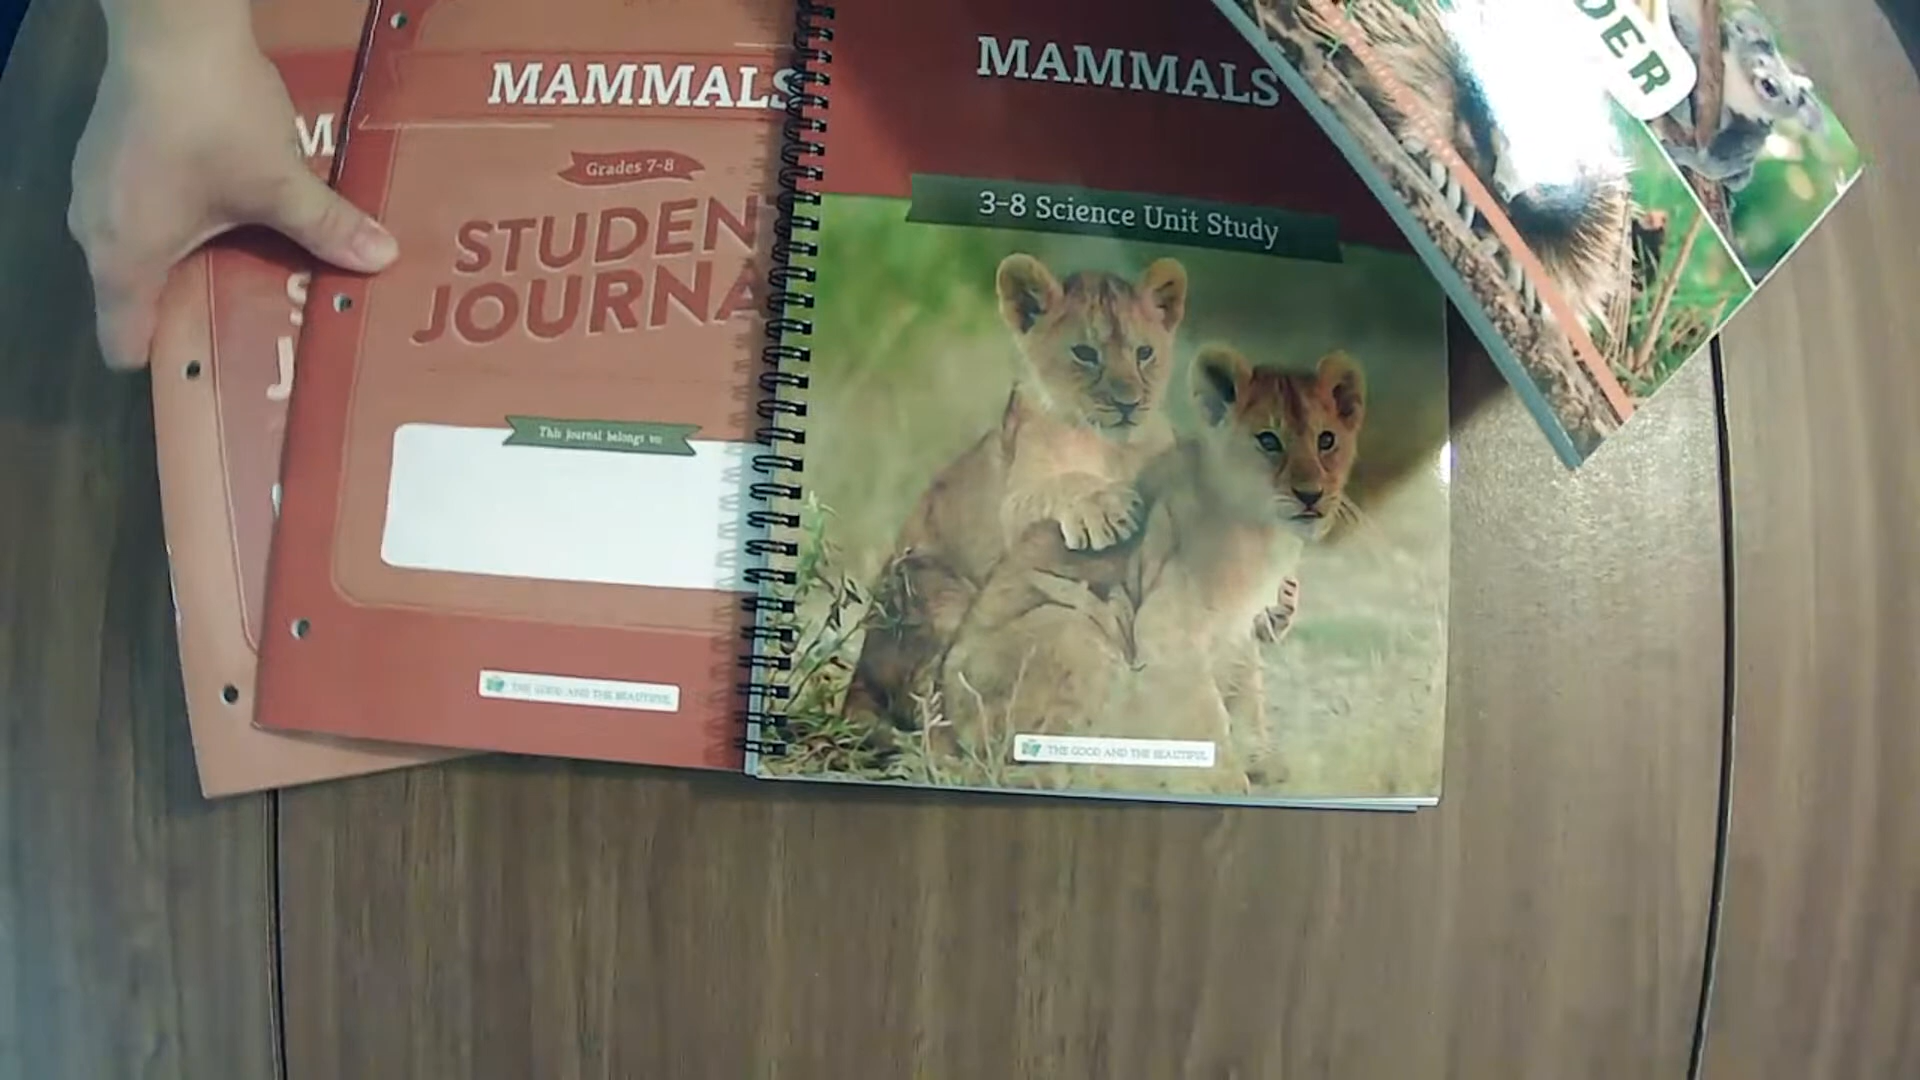 M
S
J
MAMMALS
Grades 7-8
STUDENT
JOURNA
This journal belongs to:
THE GOOD AND THE BEAUTIFUL
MAMMALS
3-8 Science Unit Study
THE GOOD AND THE BEAUTIFUL
DER